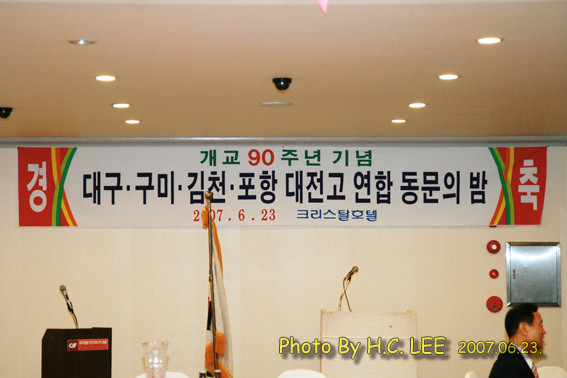 개교 90 주년 기념
경 대구·구미·김천·포항 대전고 연합 동문의 밤 축
2007.6.23 크리스탈호텔
Photo By H.C. LEE 2007.06.23.